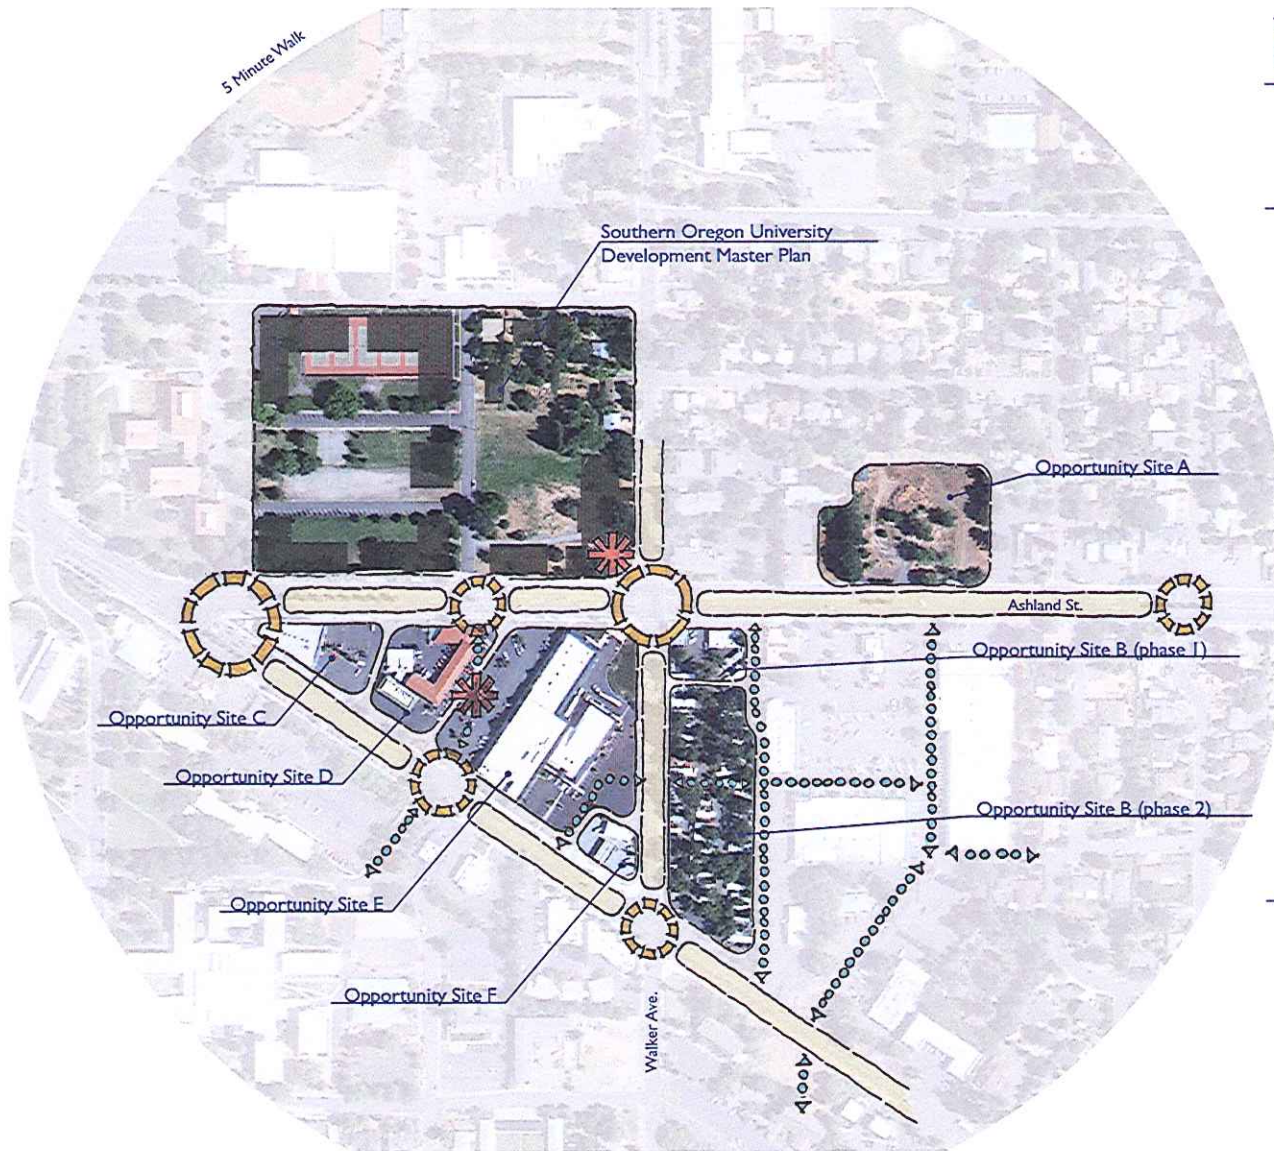 5 Minute Walk
Southern Oregon University
Development Master Plan
Opportunity Site A
Ashland St.
Opportunity Site B (phase 1)
Opportunity Site C
Opportunity Site D
Opportunity Site B (phase 2)
Opportunity Site E
Opportunity Site F
Walker Ave.